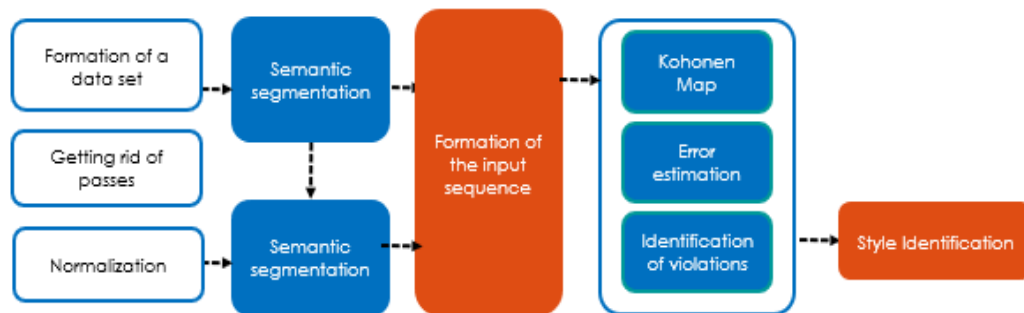 Formation of a
data set
Getting rid of
passes
Normalization
Semantic
segmentation
Semantic
segmentation
Formation of
the input
sequence
Kohonen
Map
Error
estimation
Identification
of violations
Style Identification